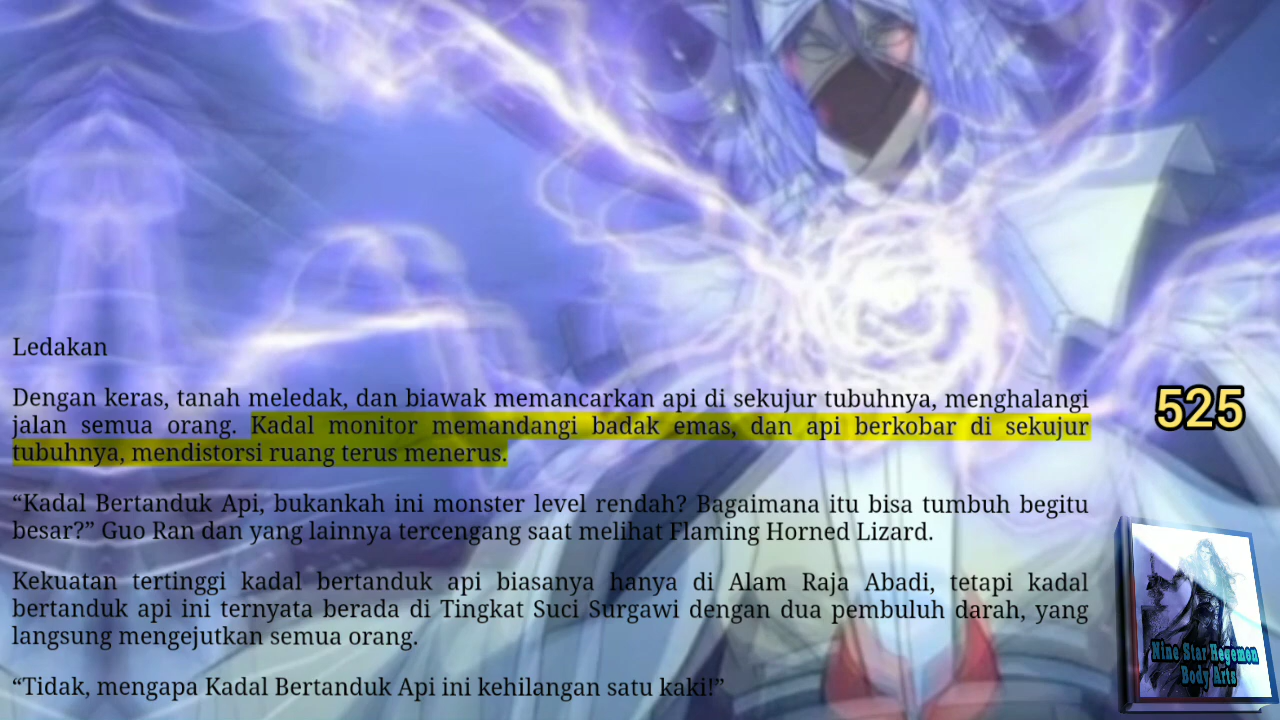 Ledakan
Dengan keras, tanah meledak, dan biawak memancarkan api di sekujur tubuhnya, menghalangi
jalan semua orang. Kadal monitor memandangi badak emas, dan api berkobar di sekujur
tubuhnya, mendistorsi ruang terus menerus.
“Kadal Bertanduk Api, bukankah ini monster level rendah? Bagaimana itu bisa tumbuh begitu
besar?” Guo Ran dan yang lainnya tercengang saat melihat Flaming Horned Lizard.
Kekuatan tertinggi kadal bertanduk api biasanya hanya di Alam Raja Abadi, tetapi kadal
bertanduk api ini ternyata berada di Tingkat Suci Surgawi dengan dua pembuluh darah, yang
langsung mengejutkan semua orang.
“Tidak, mengapa Kadal Bertanduk Api ini kehilangan satu kaki!”
525
Nine Star Hegemon
Body Arts